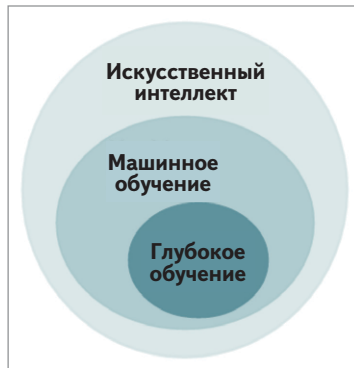 Искусственный
интеллект
Машинное
обучение
Глубокое
обучение